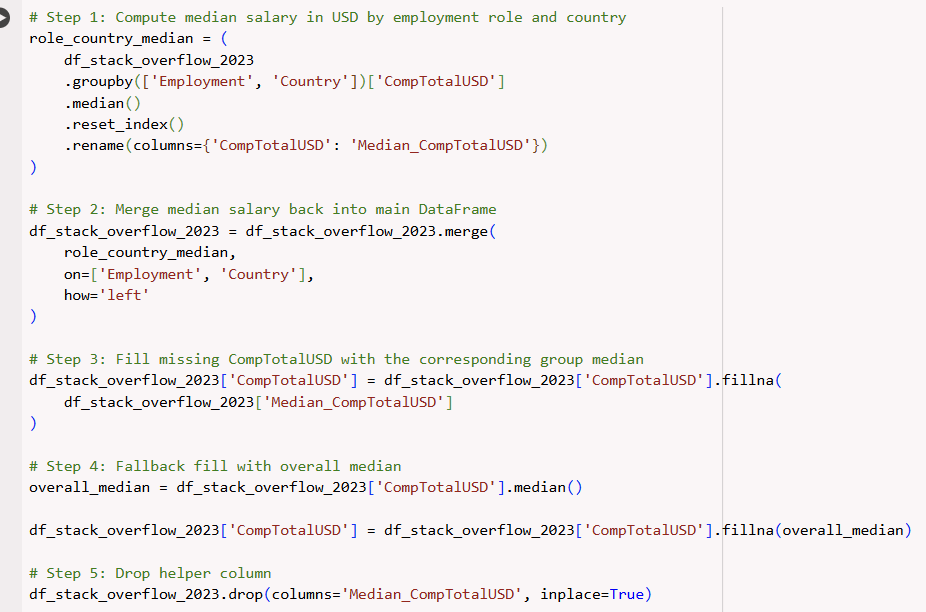 # Step 1: Compute median salary in USD by employment role and country
role_country_median = (
    df_stack_overflow_2023
    .groupby(['Employment', 'Country'])['CompTotalUSD']
    .median()
    .reset_index()
    .rename(columns={'CompTotalUSD': 'Median_CompTotalUSD'})
)

# Step 2: Merge median salary back into main DataFrame
df_stack_overflow_2023 = df_stack_overflow_2023.merge(
    role_country_median,
    on=['Employment', 'Country'],
    how='left'
)

# Step 3: Fill missing CompTotalUSD with the corresponding group median
df_stack_overflow_2023['CompTotalUSD'] = df_stack_overflow_2023['CompTotalUSD'].fillna(
    df_stack_overflow_2023['Median_CompTotalUSD']
)

# Step 4: Fallback fill with overall median
overall_median = df_stack_overflow_2023['CompTotalUSD'].median()

df_stack_overflow_2023['CompTotalUSD'] = df_stack_overflow_2023['CompTotalUSD'].fillna(overall_median)

# Step 5: Drop helper column
df_stack_overflow_2023.drop(columns='Median_CompTotalUSD', inplace=True)